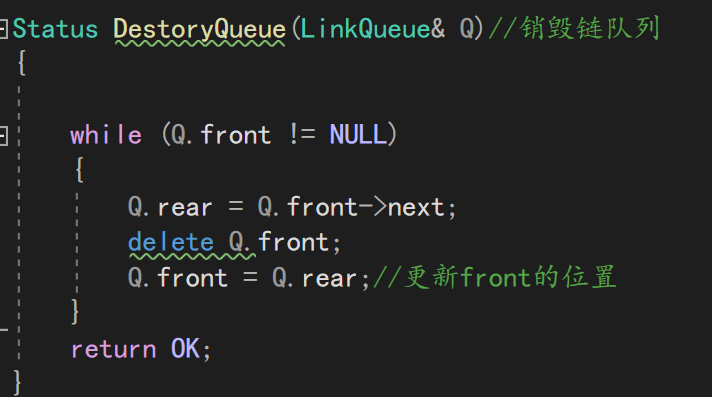 Status DestoryQueue(LinkQueue& Q)//销毁链队列
{
while (Q.front != NULL)
{
Q.rear = Q.front->next;
delete Q.front;
Q.front = Q.rear;//更新front的位置
}
return OK;
}